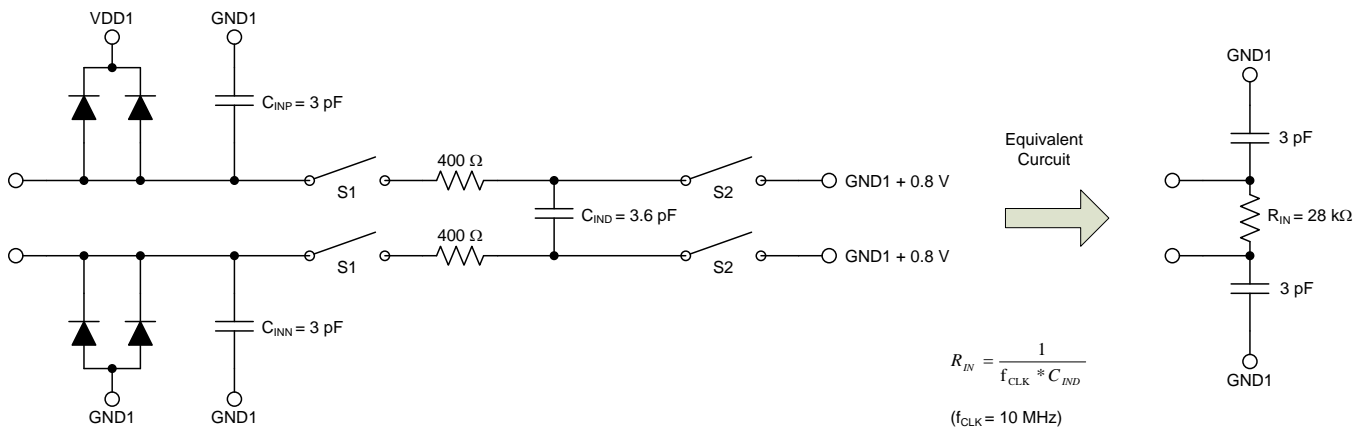 VDD1
GND1
C_INP = 3 pF
400 Ω
S1
S2
GND1 + 0.8 V
C_IND = 3.6 pF
400 Ω
S1
S2
GND1 + 0.8 V
C_INN = 3 pF
GND1
GND1
Equivalent
Curcuit
R_IN = 1 / (f_CLK * C_IND)
(f_CLK = 10 MHz)
GND1
3 pF
R_IN = 28 kΩ
3 pF
GND1